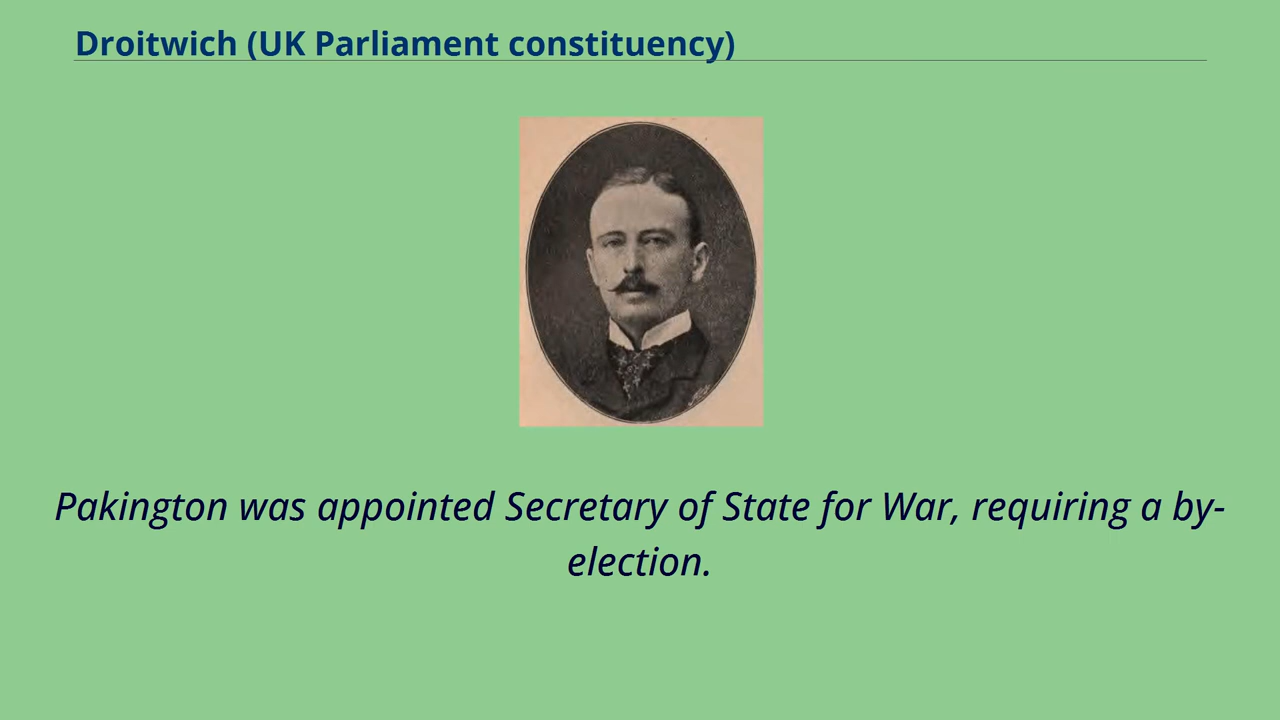 Droitwich (UK Parliament constituency)
Pakington was appointed Secretary of State for War, requiring a by-
election.